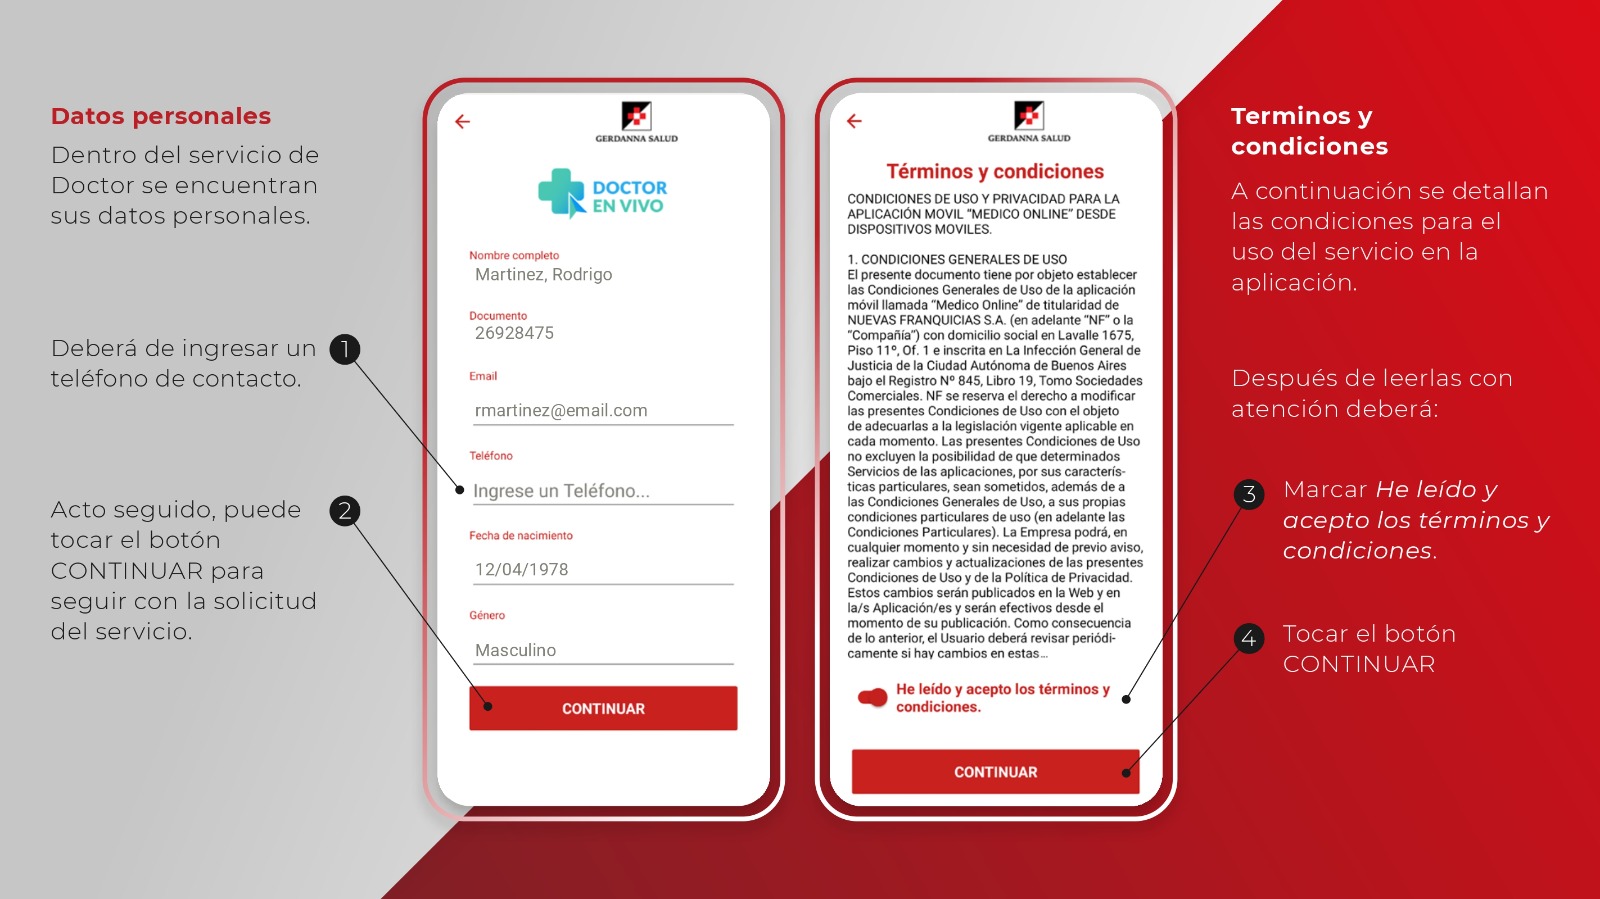 Datos personales
Dentro del servicio de
Doctor se encuentran
sus datos personales.
Deberá de ingresar un
teléfono de contacto.
1
Acto seguido, puede
tocar el botón
CONTINUAR para
seguir con la solicitud
del servicio.
2
GERDANNA SALUD
DOCTOR
EN VIVO
Nombre completo
Martinez, Rodrigo
Documento
26928475
Email
rmartinez@email.com
Teléfono
Ingrese un Teléfono...
Fecha de nacimiento
12/04/1978
Género
Masculino
CONTINUAR
GERDANNA SALUD
Términos y condiciones
CONDICIONES DE USO Y PRIVACIDAD PARA LA
APLICACIÓN MOVIL “MEDICO ONLINE” DESDE
DISPOSITIVOS MOVILES.
1. CONDICIONES GENERALES DE USO
El presente documento tiene por objeto establecer
las Condiciones Generales de Uso de la aplicación
móvil llamada “Medico Online” de titularidad de
NUEVAS FRANQUICIAS S.A. (en adelante “NF” o la
“Compañía”) con domicilio social en Lavalle 1675,
Piso 11º, Of. 1 e inscrita en La Infección General de
Justicia de la Ciudad Autónoma de Buenos Aires
bajo el Registro Nº 845, Libro 19, Tomo Sociedades
Comerciales. NF se reserva el derecho a modificar
las presentes Condiciones de Uso con el objeto
de adecuarlas a la legislación vigente aplicable en
cada momento. Las presentes Condiciones de Uso
no excluyen la posibilidad de que determinados
Servicios de las aplicaciones, por sus caracterís-
ticas particulares, sean sometidos, además de a
las Condiciones Generales de Uso, a sus propias
condiciones particulares de uso (en adelante las
Condiciones Particulares). La Empresa podrá, en
cualquier momento y sin necesidad de previo aviso,
realizar cambios y actualizaciones de las presentes
Condiciones de Uso y de la Política de Privacidad.
Estos cambios serán publicados en la Web y en
la/s Aplicación/es y serán efectivos desde el
momento de su publicación. Como consecuencia
de lo anterior, el Usuario deberá revisar periódi-
camente si hay cambios en estas...
He leído y acepto los términos y
condiciones.
CONTINUAR
Terminos y
condiciones
A continuación se detallan
las condiciones para el
uso del servicio en la
aplicación.
Después de leerlas con
atención deberá:
3
Marcar He leído y
acepto los términos y
condiciones.
4
Tocar el botón
CONTINUAR